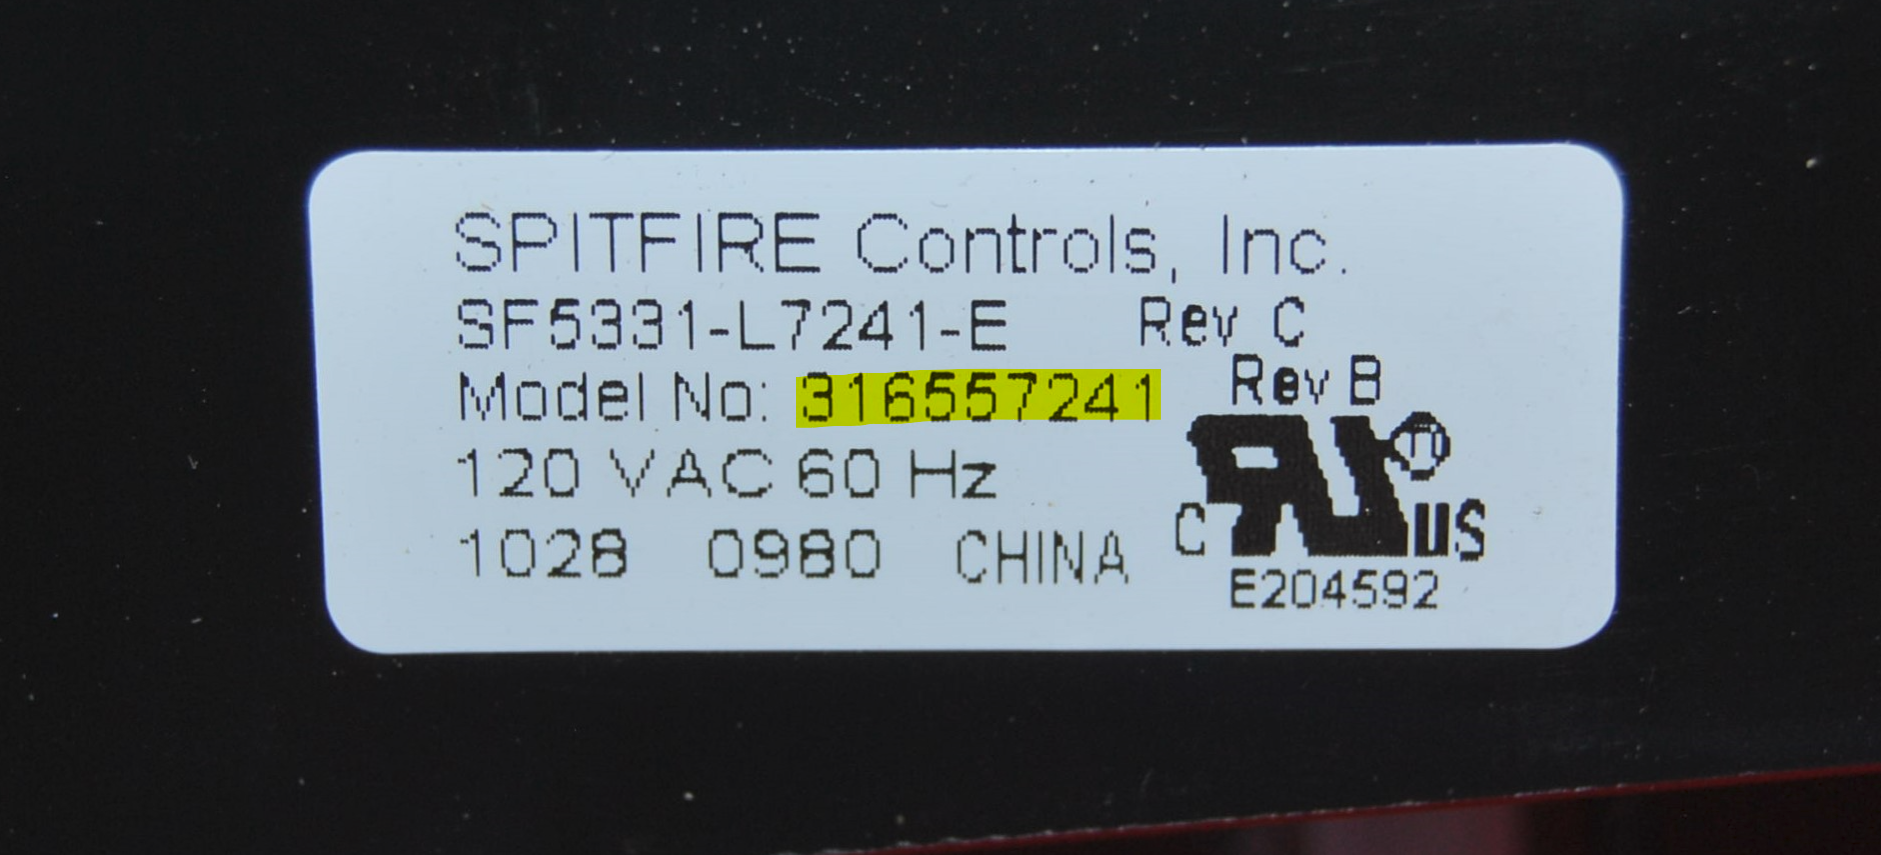 SPITFIRE Controls, Inc.
SF5331-L7241-E Rev C
Model No: 316557241 Rev B
120 VAC 60 Hz
1028 0980 CHINA
C RU US
E204592